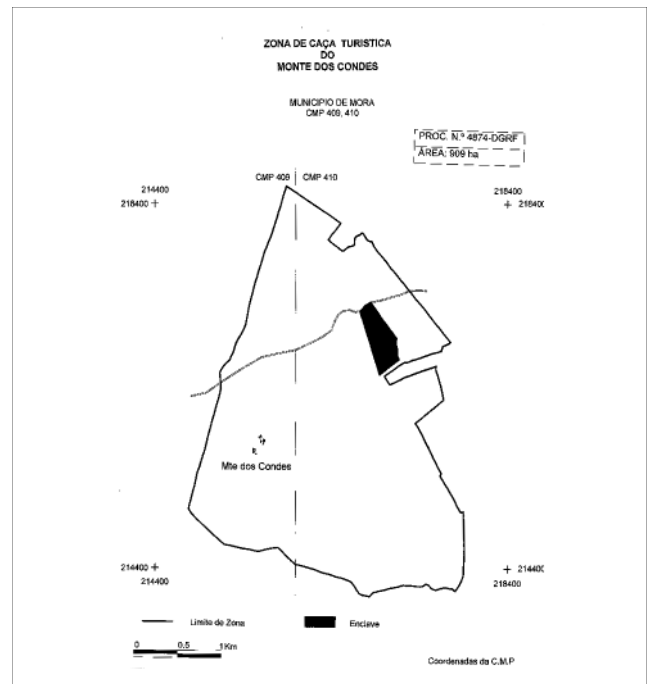 ZONA DE CAÇA TURISTICA
DO
MONTE DOS CONDES
MUNICIPIO DE MORA
CMP 409, 410
PROC. N.º 4874-DGRF
ÁREA: 909 ha
CMP 409 | CMP 410
214400
218400
218400
218400
Mte dos Condes
214400
214400
214400
218400
Limite de Zona
Enclave
0 0.5 1Km
Coordenadas da C.M.P